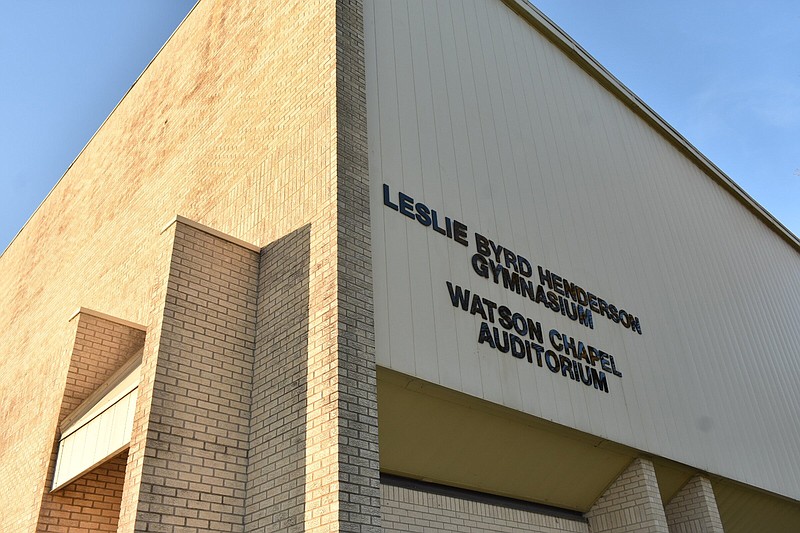 LESLIE BYRD HENDERSON
GYMNASIUM
WATSON CHAPEL
AUDITORIUM